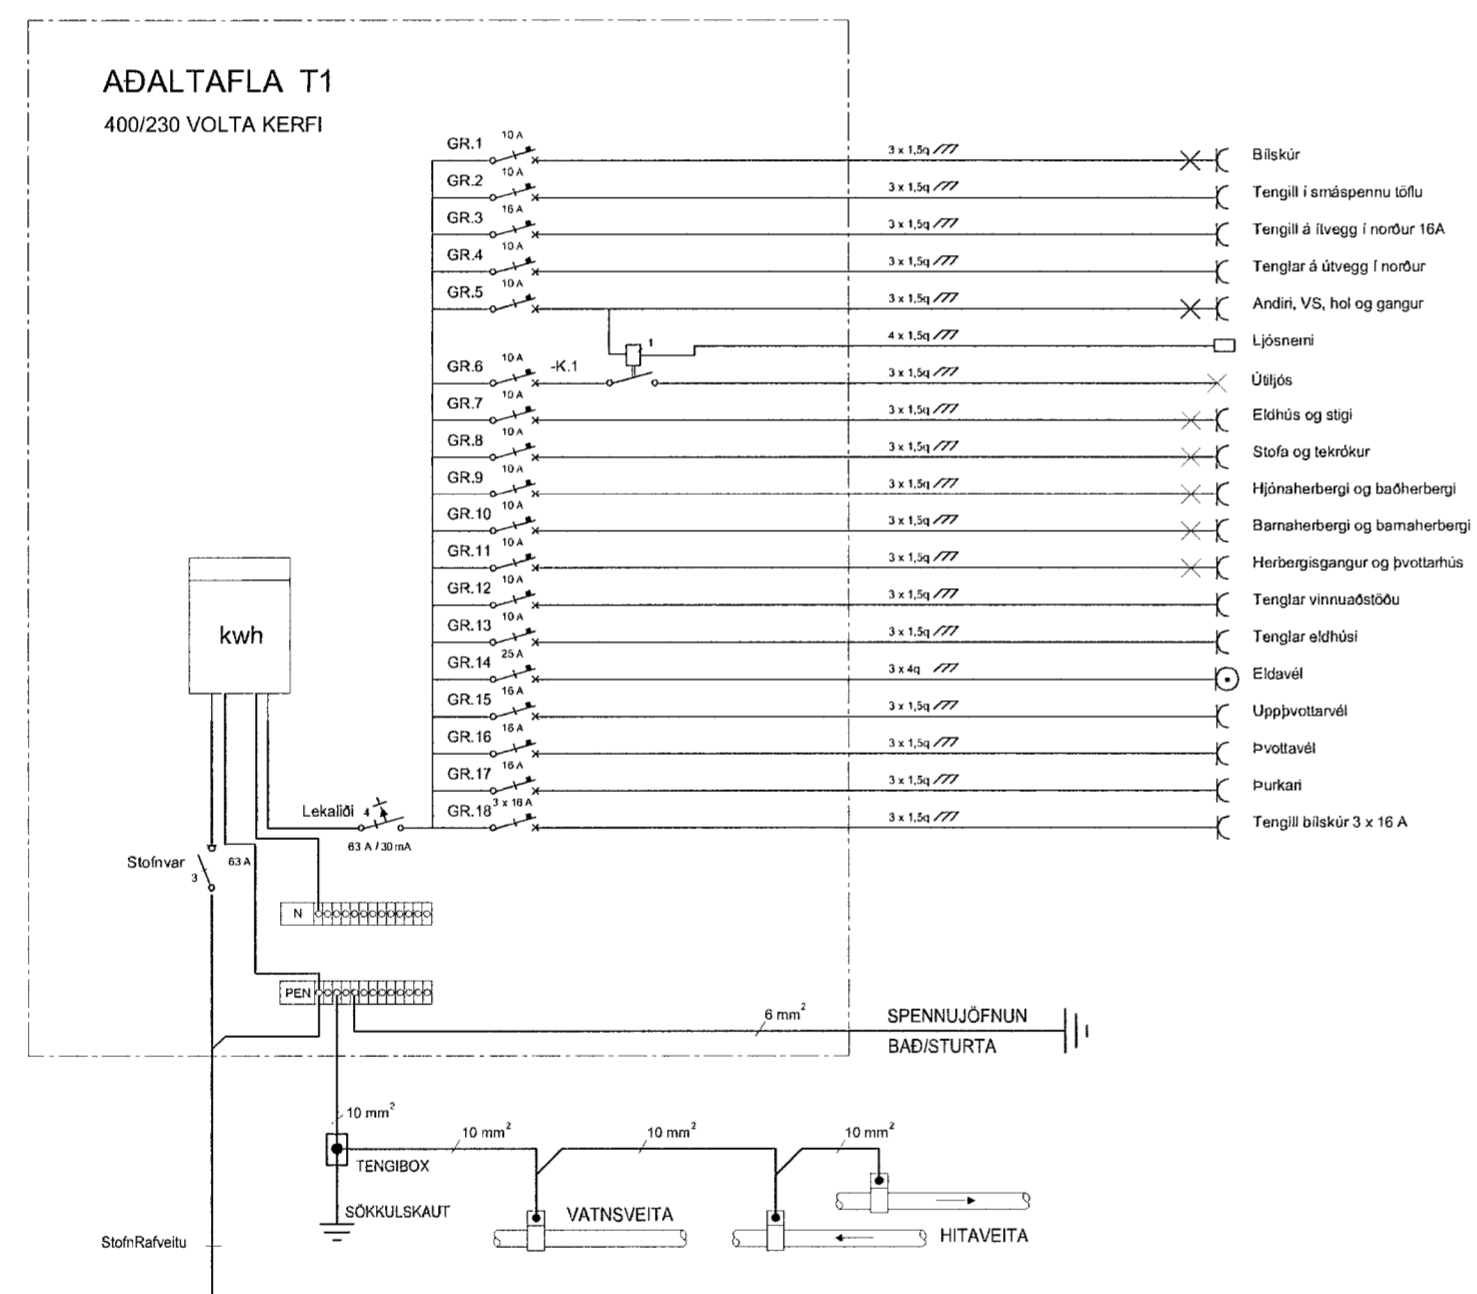 AÐALTAFLA T1
400/230 VOLTA KERFI
GR.1 10 A 3 x 1,5q Bílskúr
GR.2 10 A 3 x 1,5q Tengill í smáspennu töflu
GR.3 16 A 3 x 1,5q Tengill á ítvegg í norður 16A
GR.4 10 A 3 x 1,5q Tenglar á útvegg í norður
GR.5 10 A 3 x 1,5q Andiri, VS, hol og gangur
1 4 x 1,5q Ljósnemi
GR.6 10 A -K.1 3 x 1,5q Útiljós
GR.7 10 A 3 x 1,5q Eldhús og stigi
GR.8 10 A 3 x 1,5q Stofa og tekrókur
GR.9 10 A 3 x 1,5q Hjónaherbergi og baðherbergi
GR.10 10 A 3 x 1,5q Barnaherbergi og barnaherbergi
GR.11 10 A 3 x 1,5q Herbergisgangur og þvottarhús
GR.12 10 A 3 x 1,5q Tenglar vinnuaðstöðu
GR.13 10 A 3 x 1,5q Tenglar eldhúsi
GR.14 25 A 3 x 4q Eldavél
GR.15 16 A 3 x 1,5q Uppþvottarvél
GR.16 16 A 3 x 1,5q Þvottavél
GR.17 16 A 3 x 1,5q Þurkari
GR.18 3 x 16 A 3 x 1,5q Tengill bílskúr 3 x 16 A
kwh
Lekaliði 4
63 A / 30 mA
Stofnvar 3 63 A
N
PEN
6 mm²
SPENNUJÖFNUN
BAÐ/STURTA
10 mm²
10 mm² 10 mm² 10 mm²
TENGIBOX
SÖKKULSKAUT
VATNSVEITA
HITAVEITA
StofnRafveitu